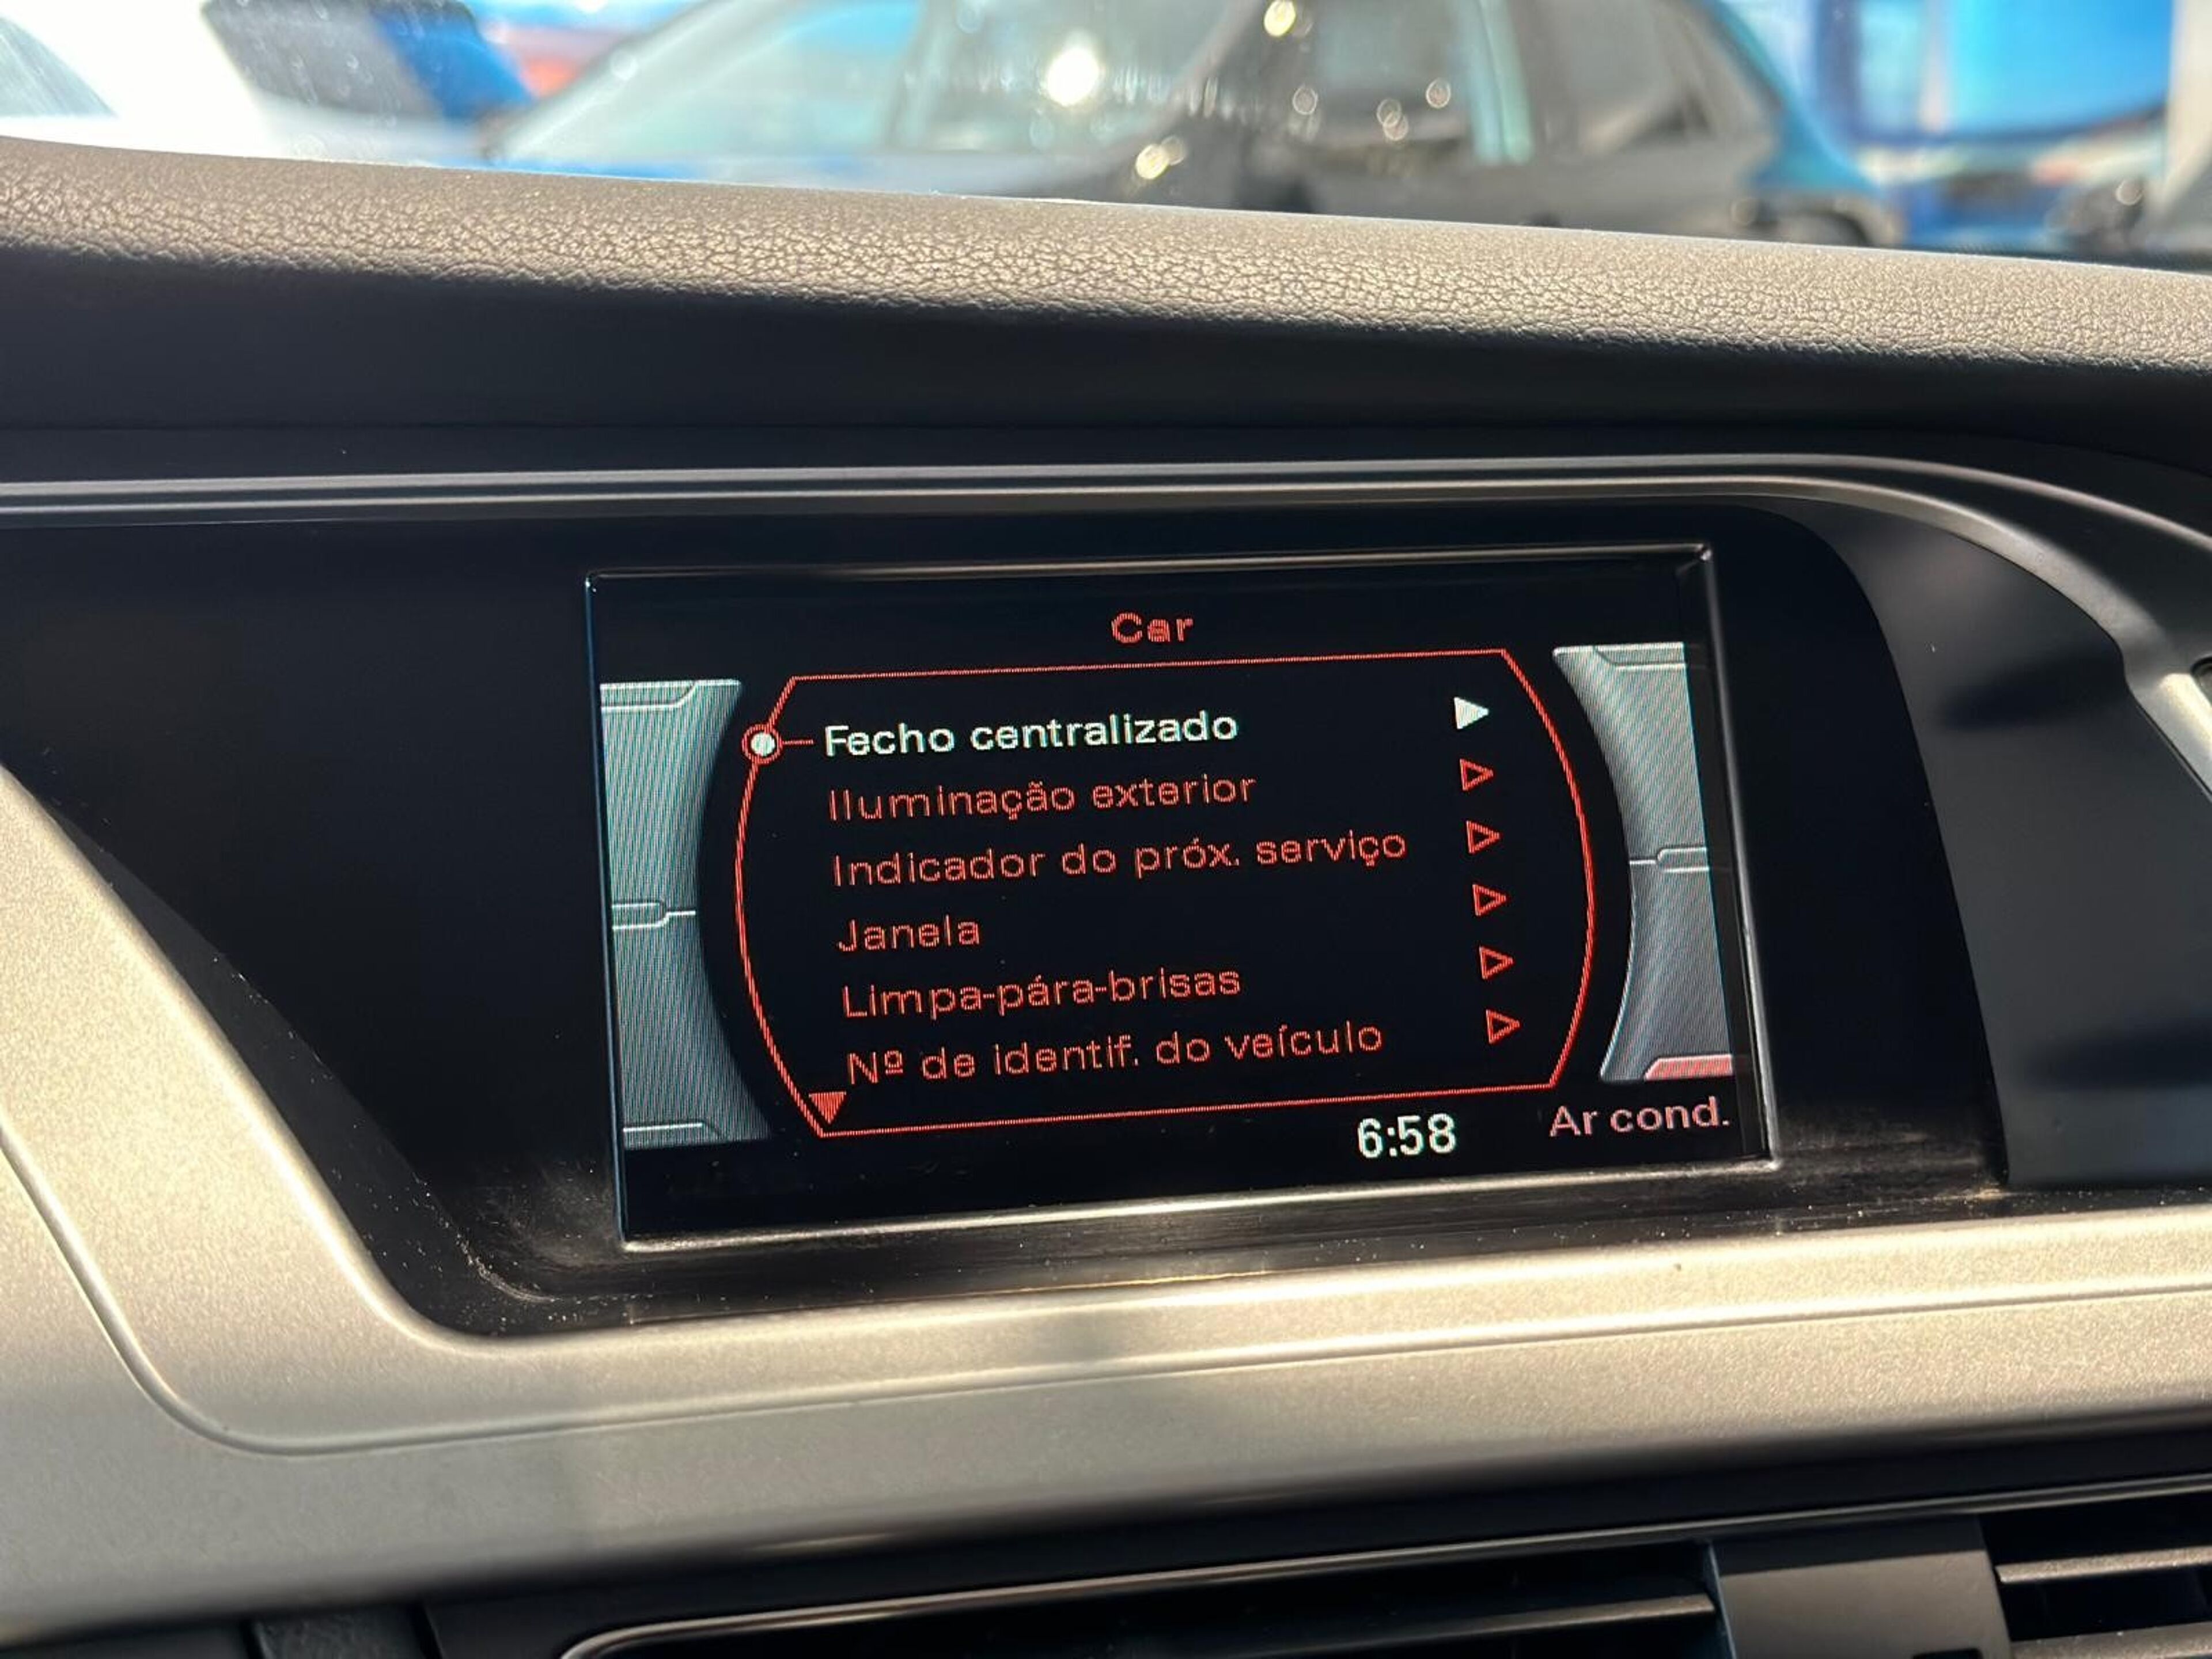 Car
Fecho centralizado
Iluminação exterior
Indicador do próx. serviço
Janela
Limpa-pára-brisas
Nº de identif. do veículo
6:58
Ar cond.